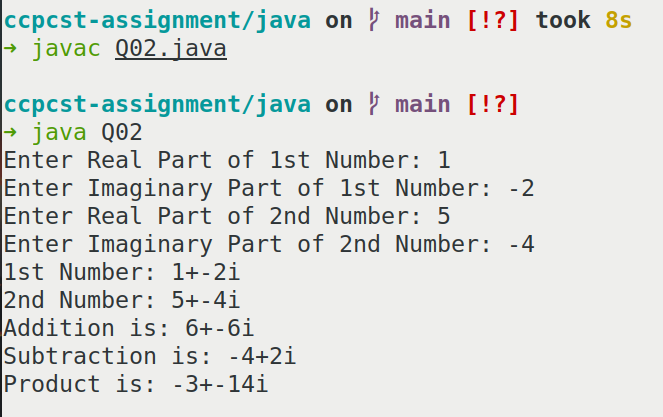 ccpcst-assignment/java on main [!?] took 8s
→ javac Q02.java
ccpcst-assignment/java on main [!?]
→ java Q02
Enter Real Part of 1st Number: 1
Enter Imaginary Part of 1st Number: -2
Enter Real Part of 2nd Number: 5
Enter Imaginary Part of 2nd Number: -4
1st Number: 1+-2i
2nd Number: 5+-4i
Addition is: 6+-6i
Subtraction is: -4+2i
Product is: -3+-14i